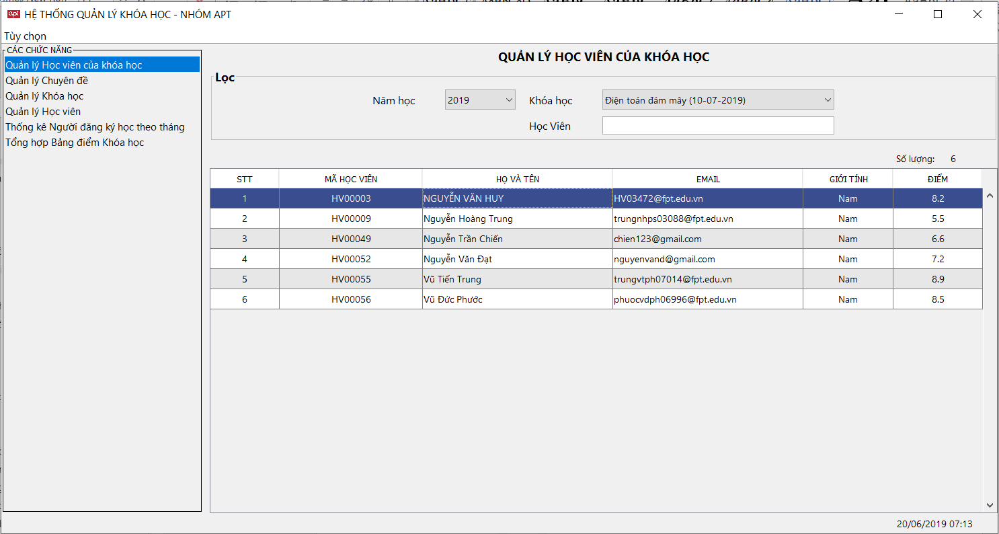 apt HỆ THỐNG QUẢN LÝ KHÓA HỌC - NHÓM APT
Tùy chọn
CÁC CHỨC NĂNG
Quản lý Học viên của khóa học
Quản lý Chuyên đề
Quản lý Khóa học
Quản lý Học viên
Thống kê Người đăng ký học theo tháng
Tổng hợp Bảng điểm Khóa học
QUẢN LÝ HỌC VIÊN CỦA KHÓA HỌC
Lọc
Năm học 2019 Khóa học Điện toán đám mây (10-07-2019)
Học Viên
Số lượng: 6
STT MÃ HỌC VIÊN HỌ VÀ TÊN EMAIL GIỚI TÍNH ĐIỂM
1 HV00003 NGUYỄN VĂN HUY HV03472@fpt.edu.vn Nam 8.2
2 HV00009 Nguyễn Hoàng Trung trungnhps03088@fpt.edu.vn Nam 5.5
3 HV00049 Nguyễn Trần Chiến chien123@gmail.com Nam 6.6
4 HV00052 Nguyễn Văn Đạt nguyenvand@gmail.com Nam 7.2
5 HV00055 Vũ Tiến Trung trungvtph07014@fpt.edu.vn Nam 8.9
6 HV00056 Vũ Đức Phước phuocvdph06996@fpt.edu.vn Nam 8.5
20/06/2019 07:13